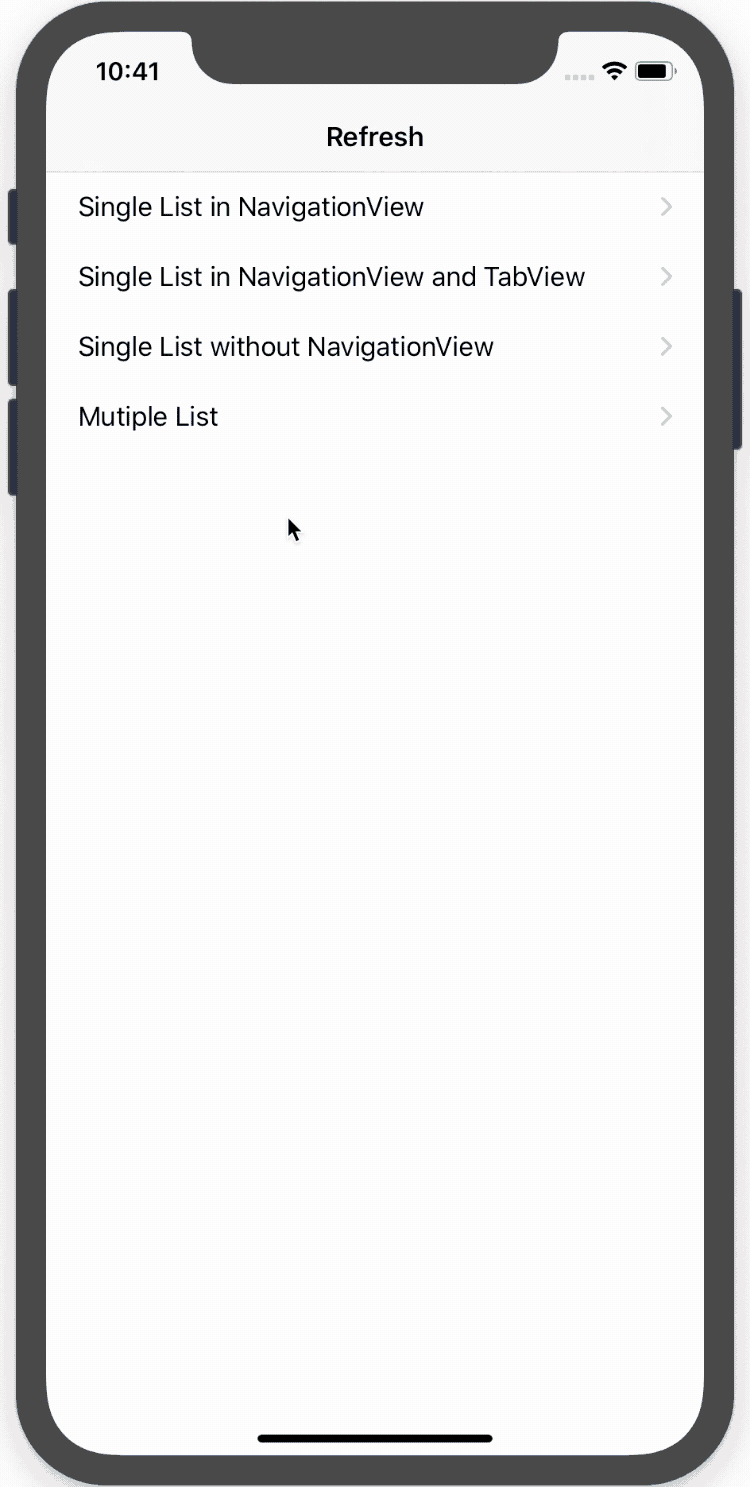 10:41
Refresh
Single List in NavigationView
Single List in NavigationView and TabView
Single List without NavigationView
Mutiple List